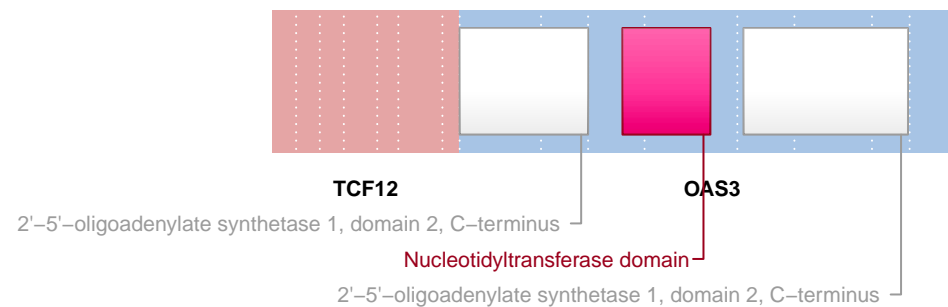 TCF12 OAS3
2'−5'−oligoadenylate synthetase 1, domain 2, C−terminus
Nucleotidyltransferase domain
2'−5'−oligoadenylate synthetase 1, domain 2, C−terminus